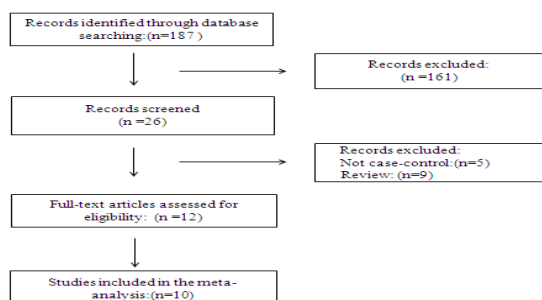 Records identified through database
searching:(n=187 )
Records excluded:
(n =161)
Records screened
(n =26)
Records excluded:
Not case-control:(n=5)
Review: (n=9)
Full-text articles assessed for
eligibility: (n =12)
Studies included in the meta-
analysis:(n=10)